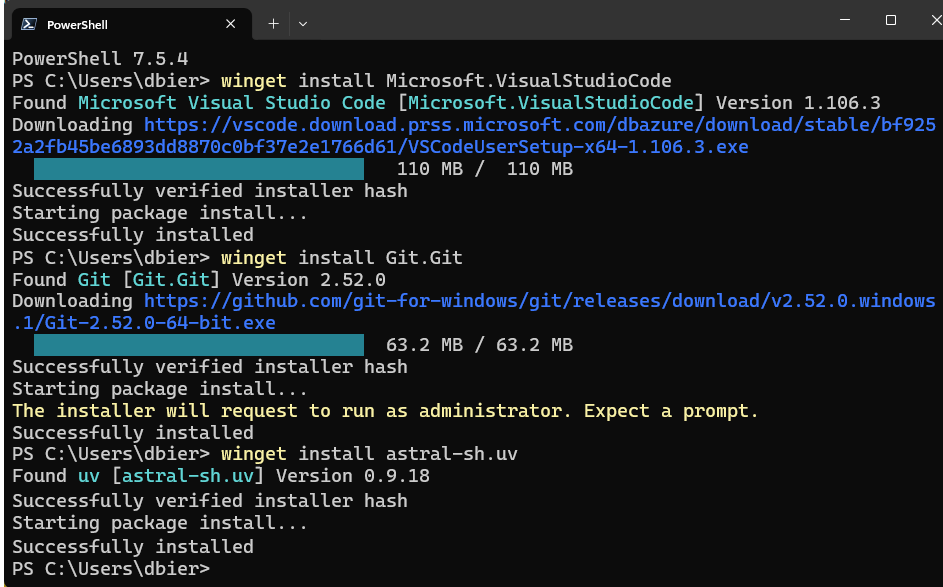 PowerShell
PowerShell 7.5.4
PS C:\Users\dbier> winget install Microsoft.VisualStudioCode
Found Microsoft Visual Studio Code [Microsoft.VisualStudioCode] Version 1.106.3
Downloading https://vscode.download.prss.microsoft.com/dbazure/download/stable/bf925
2a2fb45be6893dd8870c0bf37e2e1766d61/VSCodeUserSetup-x64-1.106.3.exe
110 MB / 110 MB
Successfully verified installer hash
Starting package install...
Successfully installed
PS C:\Users\dbier> winget install Git.Git
Found Git [Git.Git] Version 2.52.0
Downloading https://github.com/git-for-windows/git/releases/download/v2.52.0.windows
.1/Git-2.52.0-64-bit.exe
63.2 MB / 63.2 MB
Successfully verified installer hash
Starting package install...
The installer will request to run as administrator. Expect a prompt.
Successfully installed
PS C:\Users\dbier> winget install astral-sh.uv
Found uv [astral-sh.uv] Version 0.9.18
Successfully verified installer hash
Starting package install...
Successfully installed
PS C:\Users\dbier>